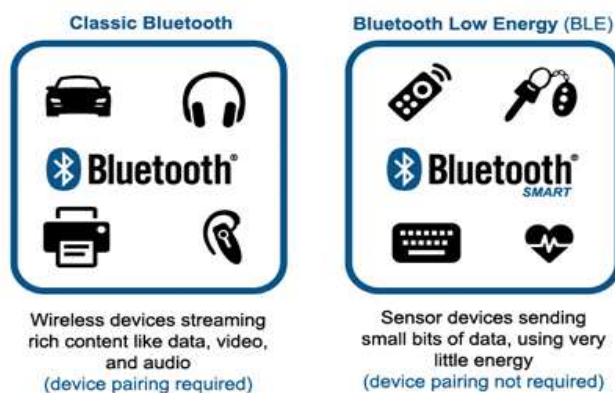 Classic Bluetooth
Bluetooth®
Wireless devices streaming
rich content like data, video,
and audio
(device pairing required)
Bluetooth Low Energy (BLE)
Bluetooth®
SMART
Sensor devices sending
small bits of data, using very
little energy
(device pairing not required)